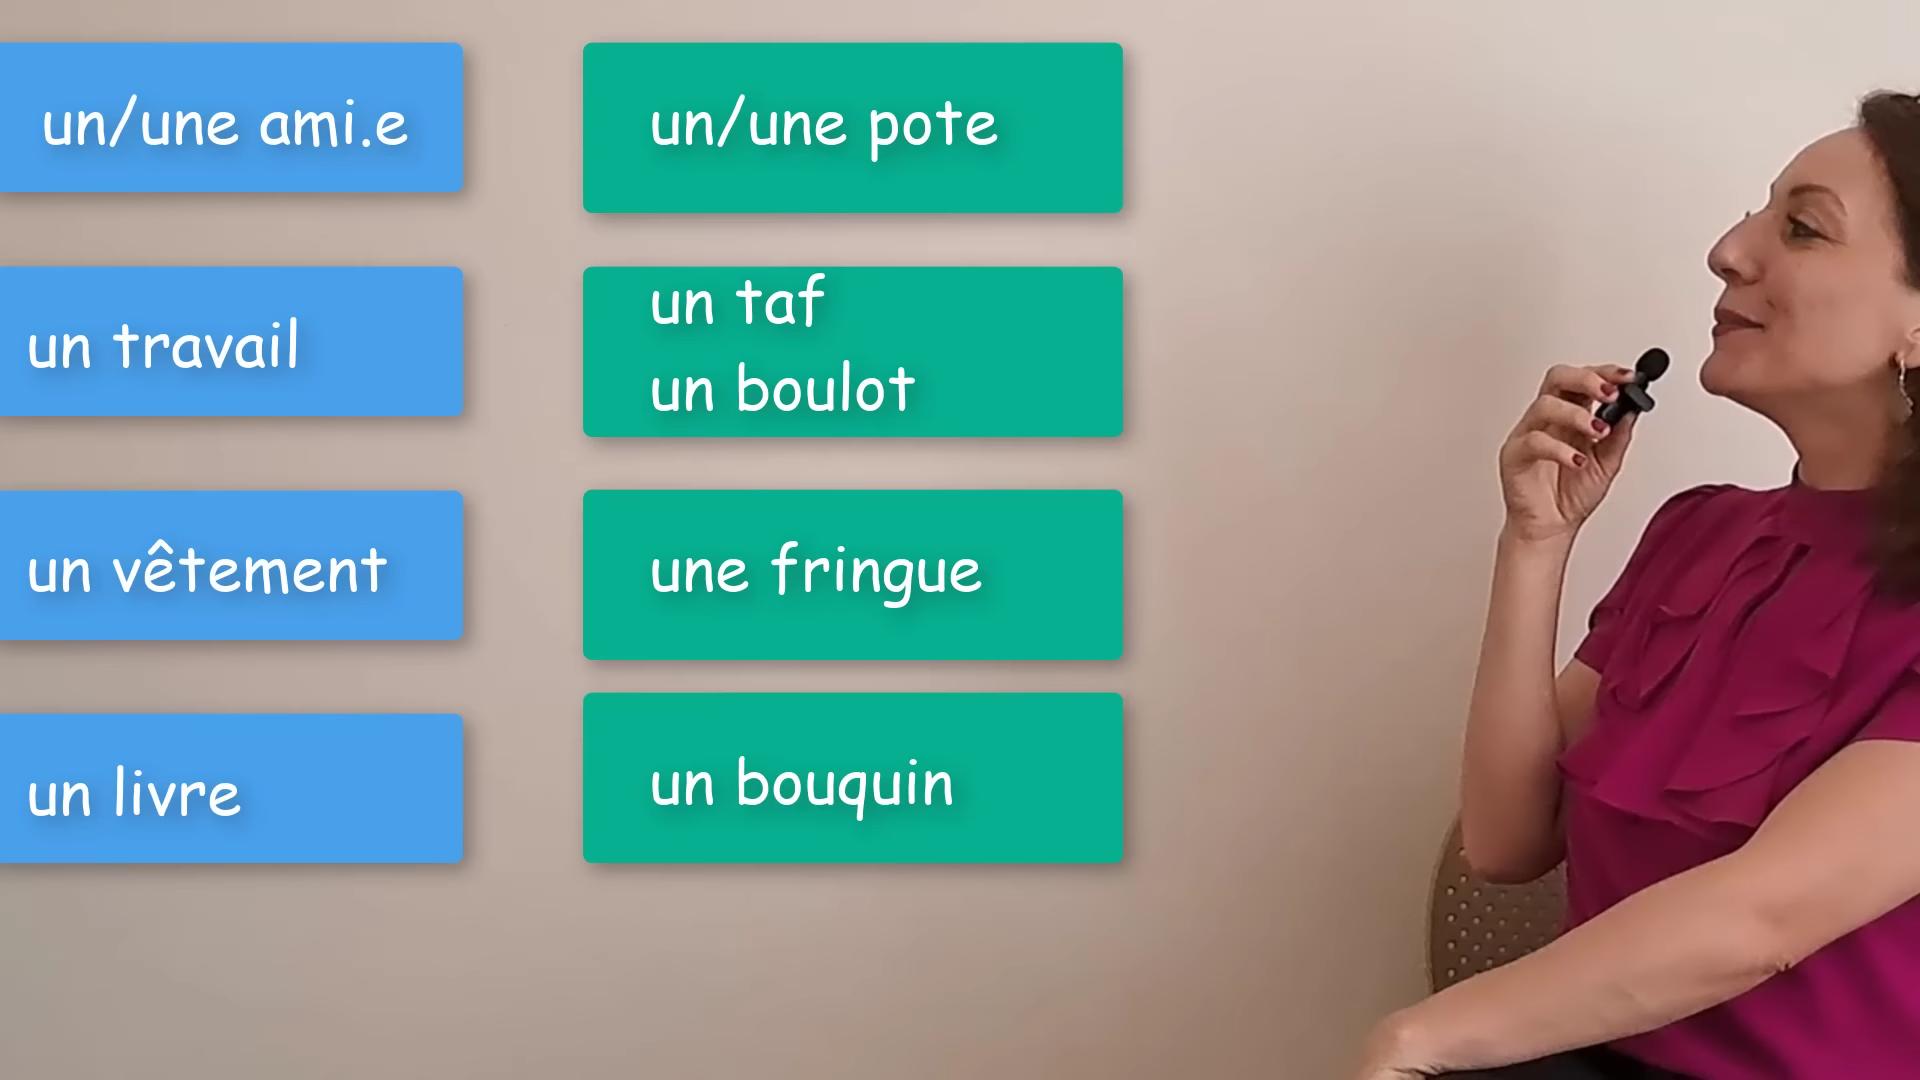 un/une ami.e
un/une pote
un travail
un taf
un boulot
un vêtement
une fringue
un livre
un bouquin